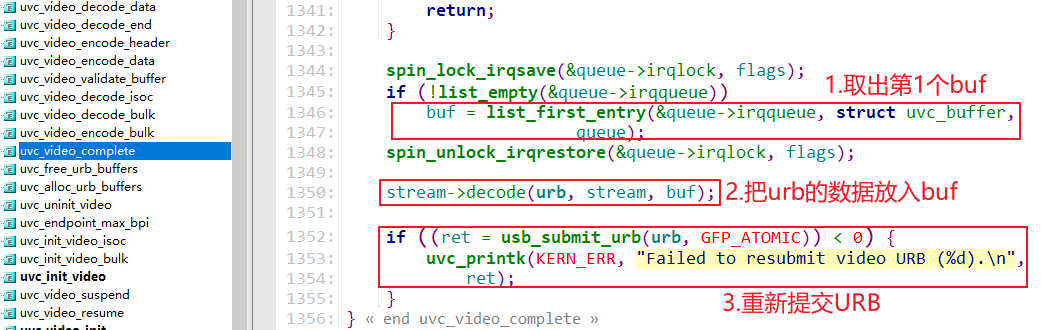 uvc_video_decode_data
uvc_video_decode_end
uvc_video_encode_header
uvc_video_encode_data
uvc_video_validate_buffer
uvc_video_decode_isoc
uvc_video_decode_bulk
uvc_video_encode_bulk
uvc_video_complete
uvc_free_urb_buffers
uvc_alloc_urb_buffers
uvc_uninit_video
uvc_endpoint_max_bpi
uvc_init_video_isoc
uvc_init_video_bulk
uvc_init_video
uvc_video_suspend
uvc_video_resume
uvc_video_init
1341: return;
1342: }
1343:
1344: spin_lock_irqsave(&queue->irqlock, flags);
1345: if (!list_empty(&queue->irqqueue))
1.取出第1个buf
1346: buf = list_first_entry(&queue->irqqueue, struct uvc_buffer,
1347: queue);
1348: spin_unlock_irqrestore(&queue->irqlock, flags);
1349:
1350: stream->decode(urb, stream, buf);
2.把urb的数据放入buf
1351:
1352: if ((ret = usb_submit_urb(urb, GFP_ATOMIC)) < 0) {
1353: uvc_printk(KERN_ERR, "Failed to resubmit video URB (%d).\n",
1354: ret);
1355: }
3.重新提交URB
1356: } « end uvc_video_complete »